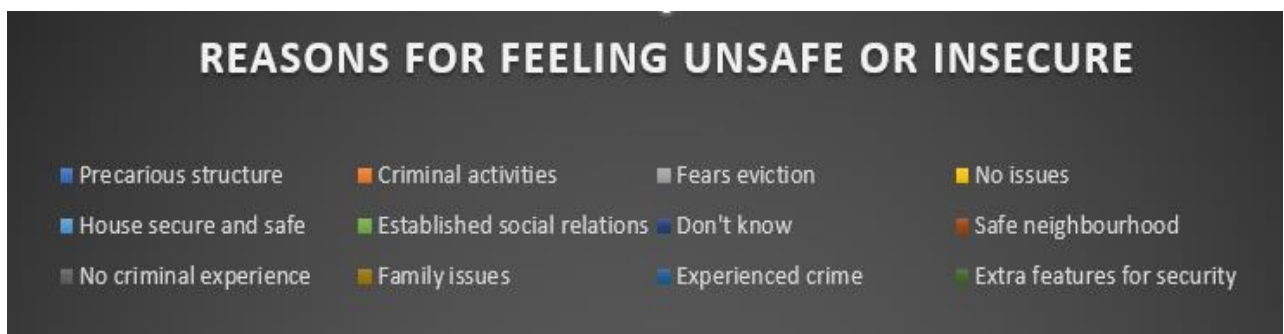 REASONS FOR FEELING UNSAFE OR INSECURE
Precarious structure Criminal activities Fears eviction No issues
House secure and safe Established social relations Don't know Safe neighbourhood
No criminal experience Family issues Experienced crime Extra features for security